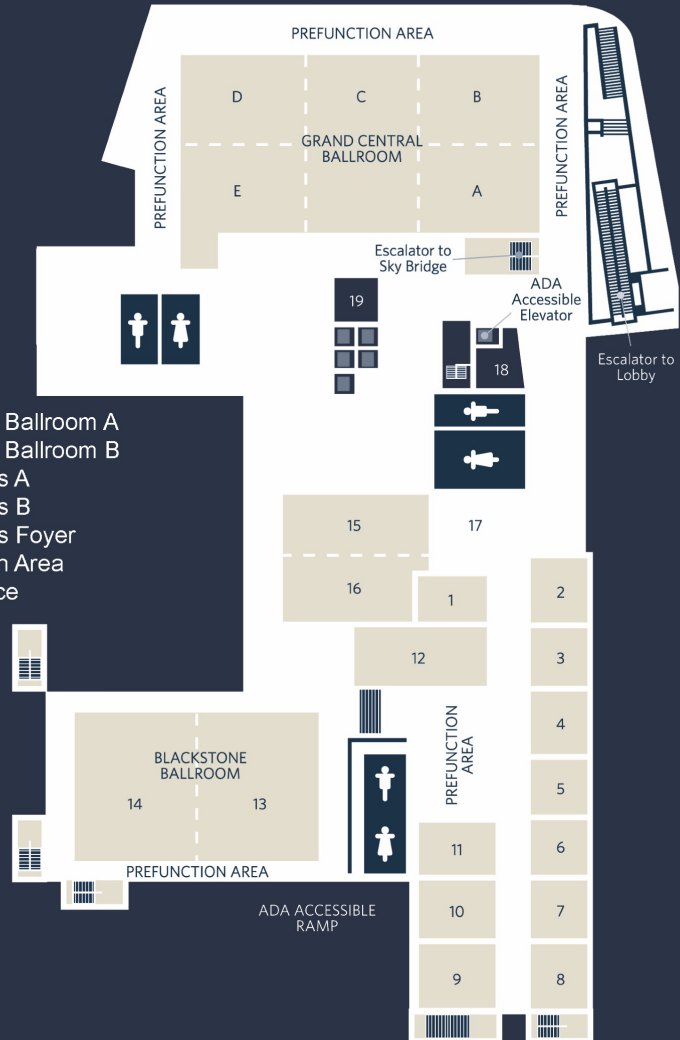 PREFUNCTION AREA
D
C
B
PREFUNCTION AREA
PREFUNCTION AREA
GRAND CENTRAL
BALLROOM
E
A
Escalator to
Sky Bridge
ADA
Accessible
Elevator
19
18
Escalator to
Lobby
Ballroom A
Ballroom B
s A
s B
s Foyer
n Area
ce
15
17
16
1
2
12
3
4
PREFUNCTION
AREA
BLACKSTONE
BALLROOM
14
13
5
11
6
PREFUNCTION AREA
ADA ACCESSIBLE
RAMP
10
7
9
8